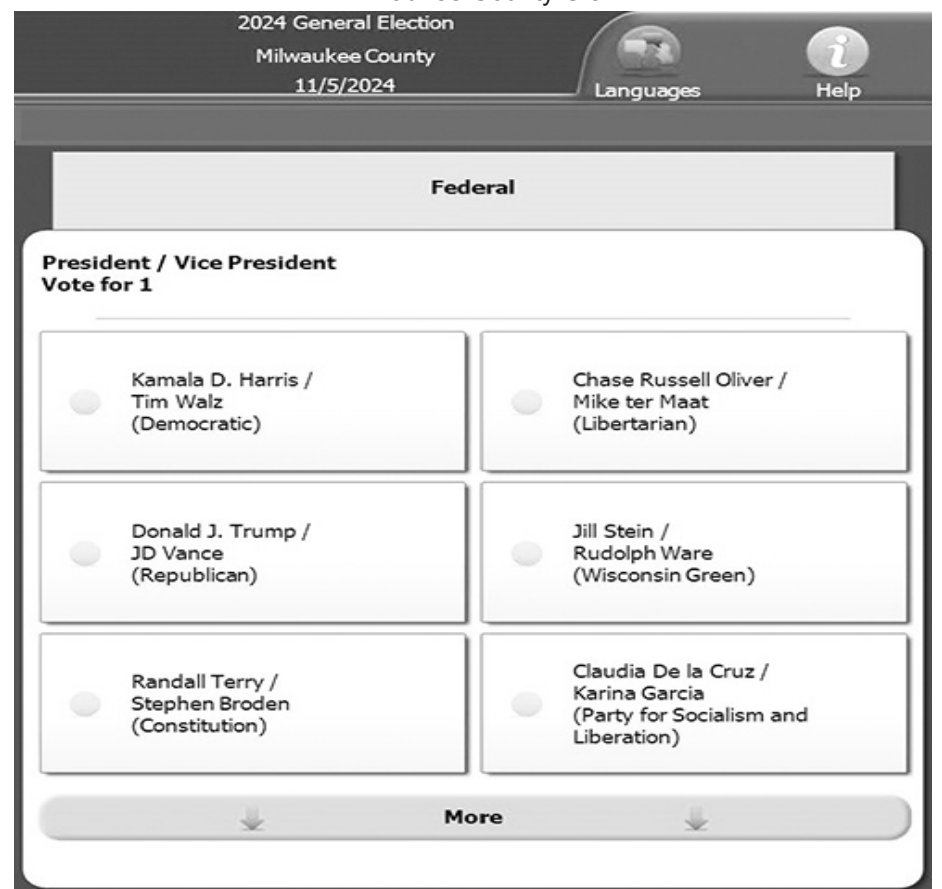 2024 General Election
Milwaukee County
11/5/2024
Languages
Help
Federal
President / Vice President
Vote for 1
Kamala D. Harris /
Tim Walz
(Democratic)
Chase Russell Oliver /
Mike ter Maat
(Libertarian)
Donald J. Trump /
JD Vance
(Republican)
Jill Stein /
Rudolph Ware
(Wisconsin Green)
Randall Terry /
Stephen Broden
(Constitution)
Claudia De la Cruz /
Karina Garcia
(Party for Socialism and
Liberation)
More